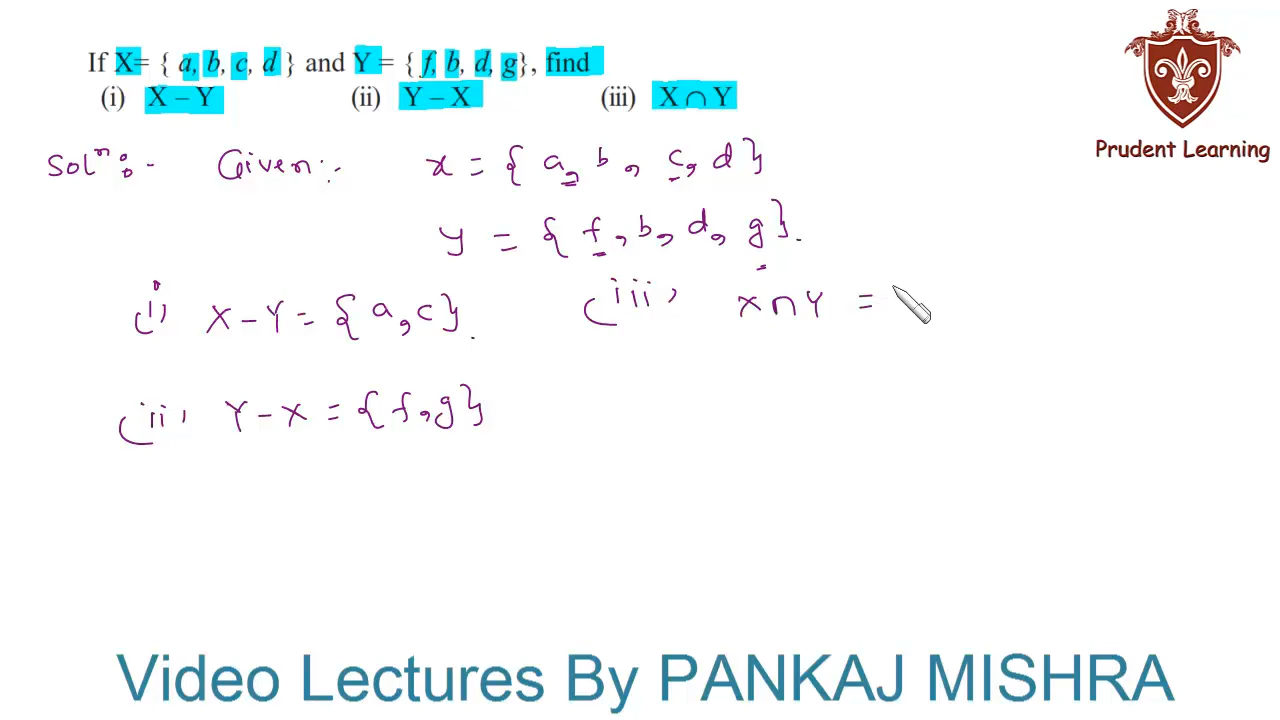 If X= { a, b, c, d } and Y = { f, b, d, g}, find
(i) X – Y (ii) Y – X (iii) X ∩ Y
Prudent Learning
Solⁿ:- Given:- x = { a, b, c, d }
y = { f, b, d, g }.
(i) X – Y = { a, c }.
(iii) X ∩ Y =
(ii) Y – X = { f, g }
Video Lectures By PANKAJ MISHRA